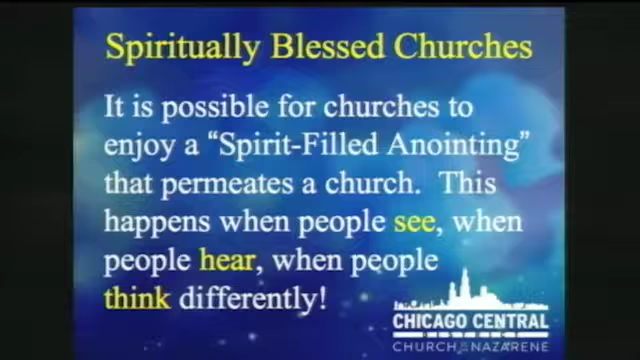 Spiritually Blessed Churches
It is possible for churches to
enjoy a “Spirit-Filled Anointing”
that permeates a church.  This
happens when people see, when
people hear, when people
think differently!
CHICAGO CENTRAL
DISTRICT
CHURCH of the NAZARENE